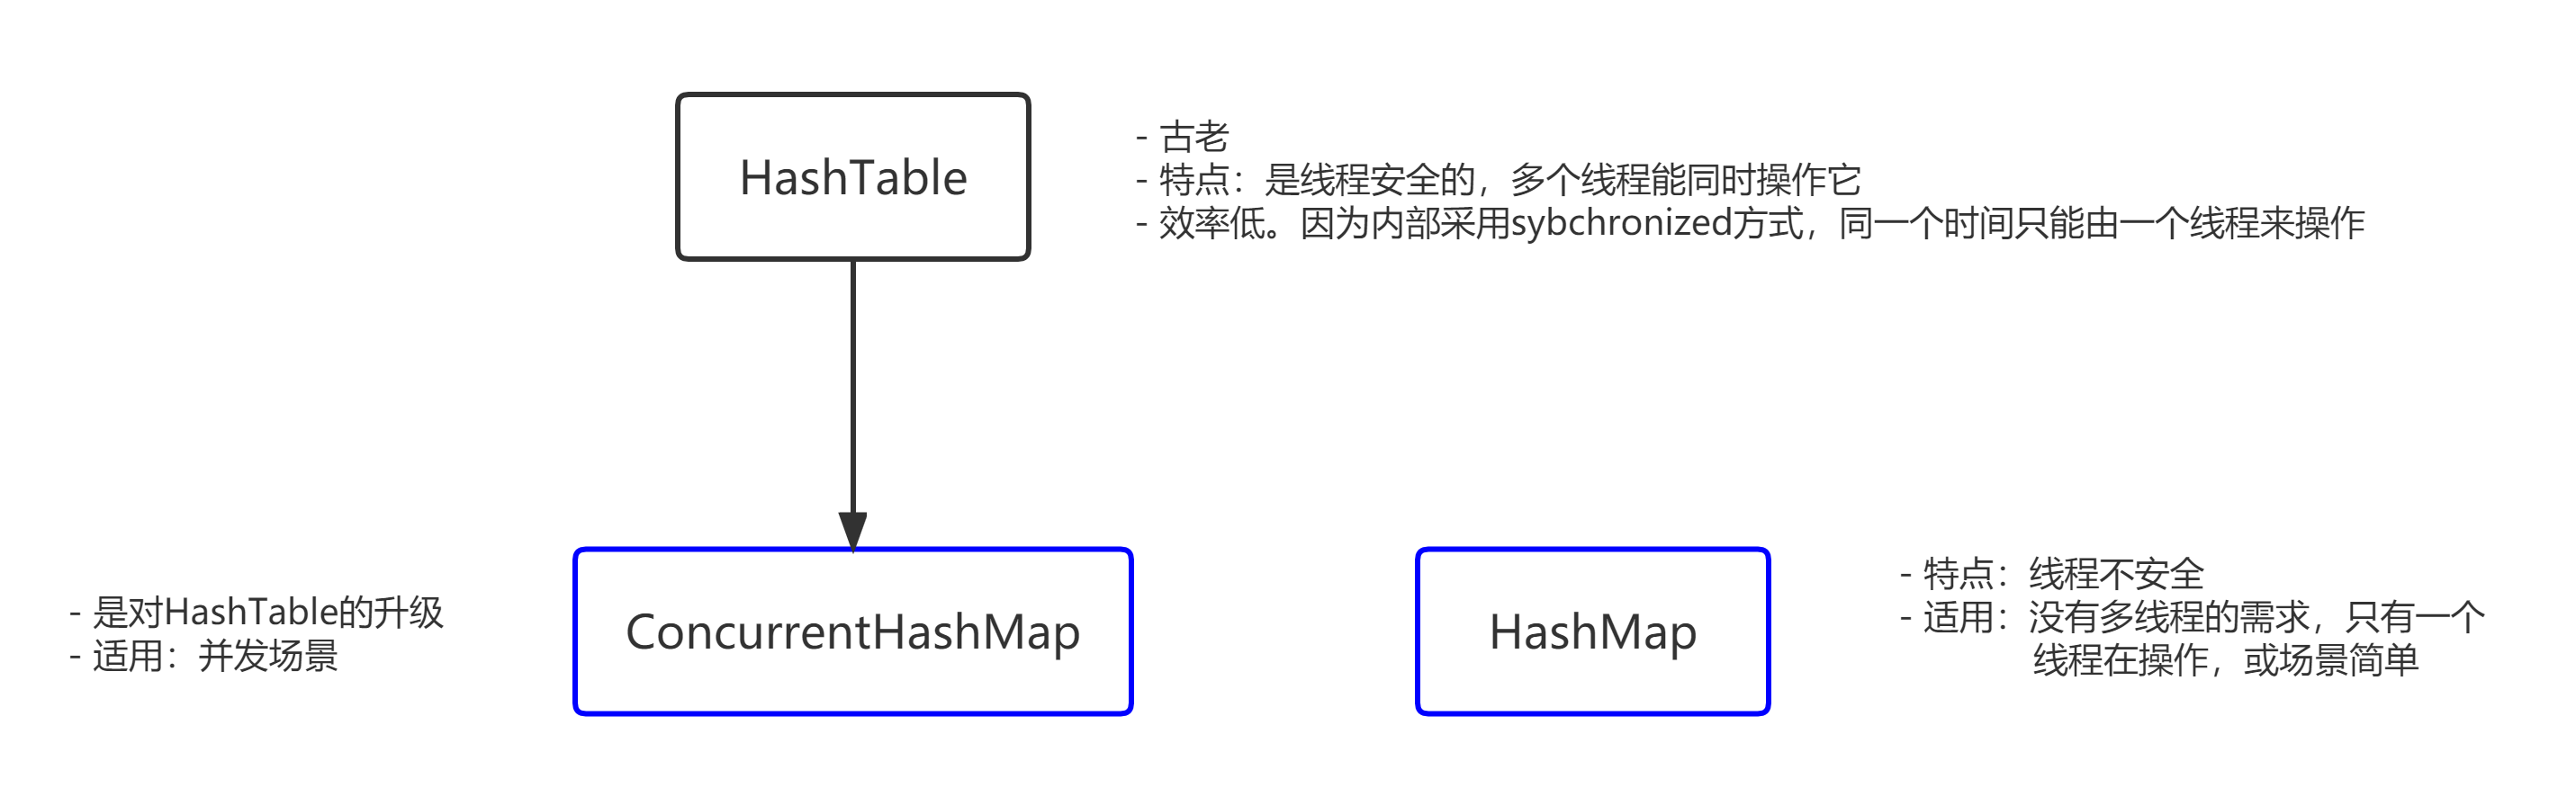 HashTable
- 古老
- 特点：是线程安全的，多个线程能同时操作它
- 效率低。因为内部采用sybchronized方式，同一个时间只能由一个线程来操作
- 是对HashTable的升级
- 适用：并发场景
ConcurrentHashMap
HashMap
- 特点：线程不安全
- 适用：没有多线程的需求，只有一个
线程在操作，或场景简单